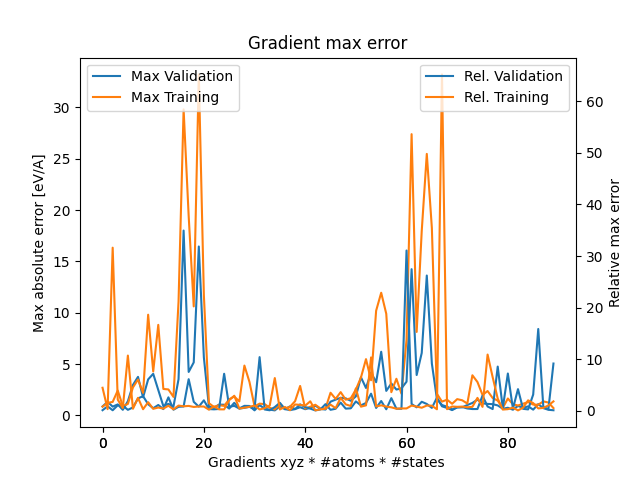 Gradient max error
Max Validation
Max Training
Rel. Validation
Rel. Training
Max absolute error [eV/A]
30
25
20
15
10
5
0
60
50
40
30
20
10
0
Relative max error
0 20 40 60 80
Gradients xyz * #atoms * #states